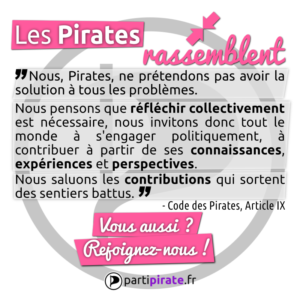 Les Pirates
rassemblent
❞Nous, Pirates, ne prétendons pas avoir la
solution à tous les problèmes.
Nous pensons que réfléchir collectivement
est nécessaire, nous invitons donc tout le
monde à s'engager politiquement, à
contribuer à partir de ses connaissances,
expériences et perspectives.
Nous saluons les contributions qui sortent
des sentiers battus. ❞
- Code des Pirates, Article IX
Vous aussi ?
Rejoignez-nous !
partipirate.fr